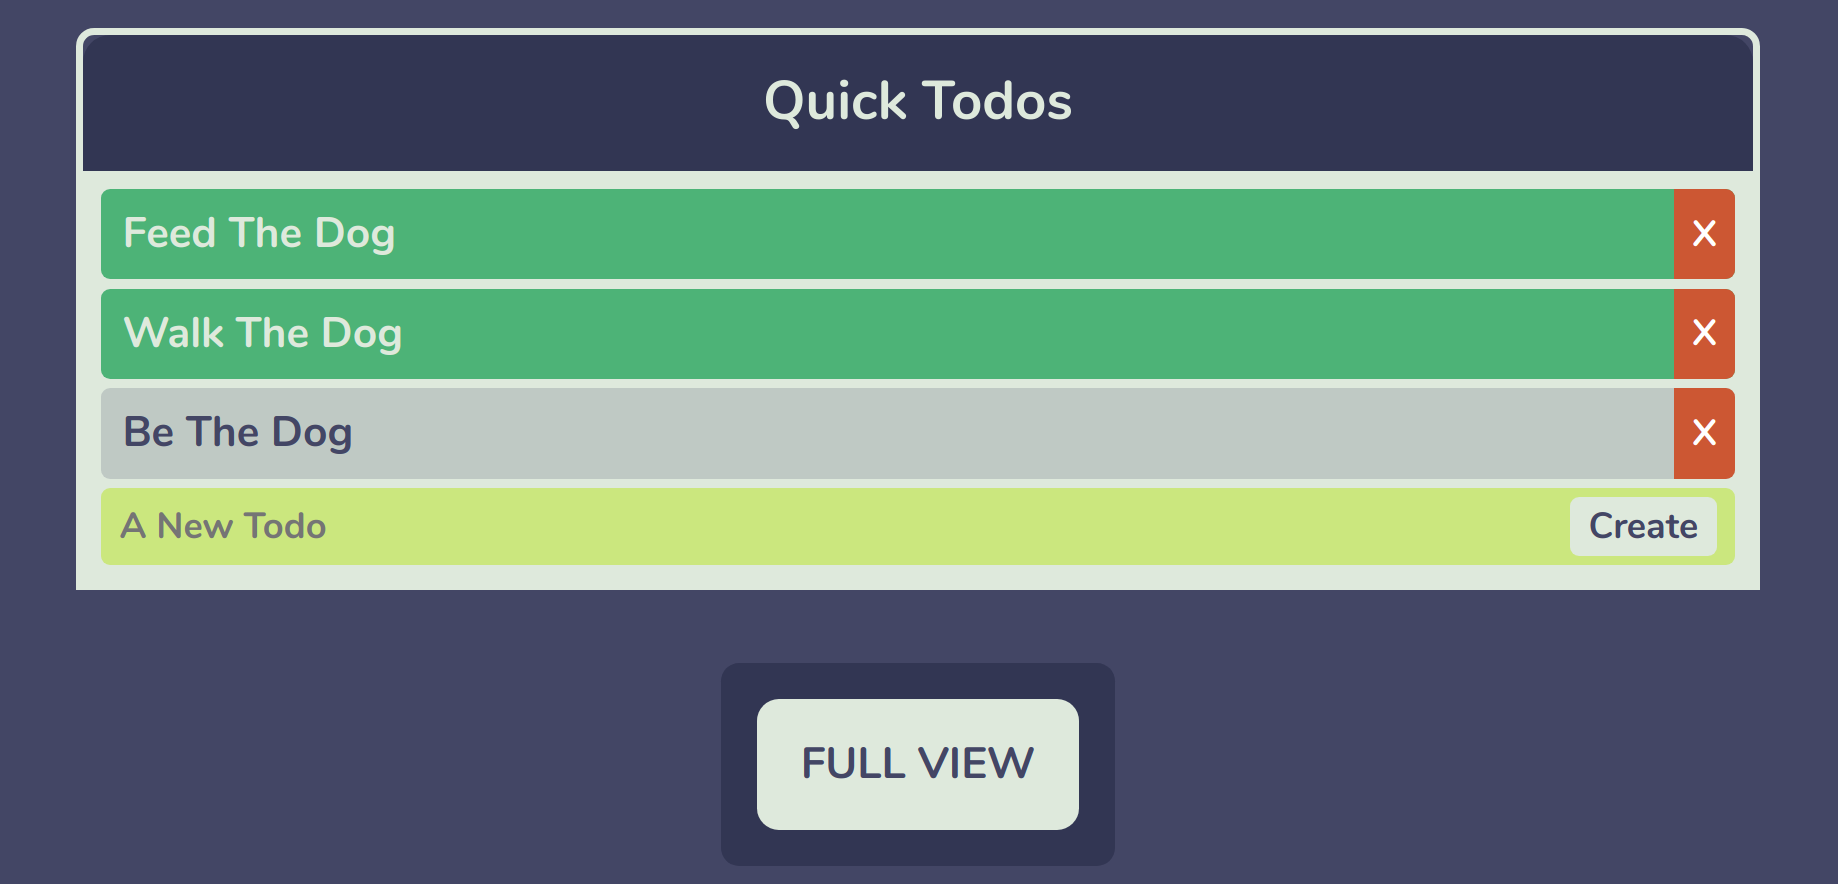 Quick Todos
Feed The Dog X
Walk The Dog X
Be The Dog X
A New Todo Create
FULL VIEW